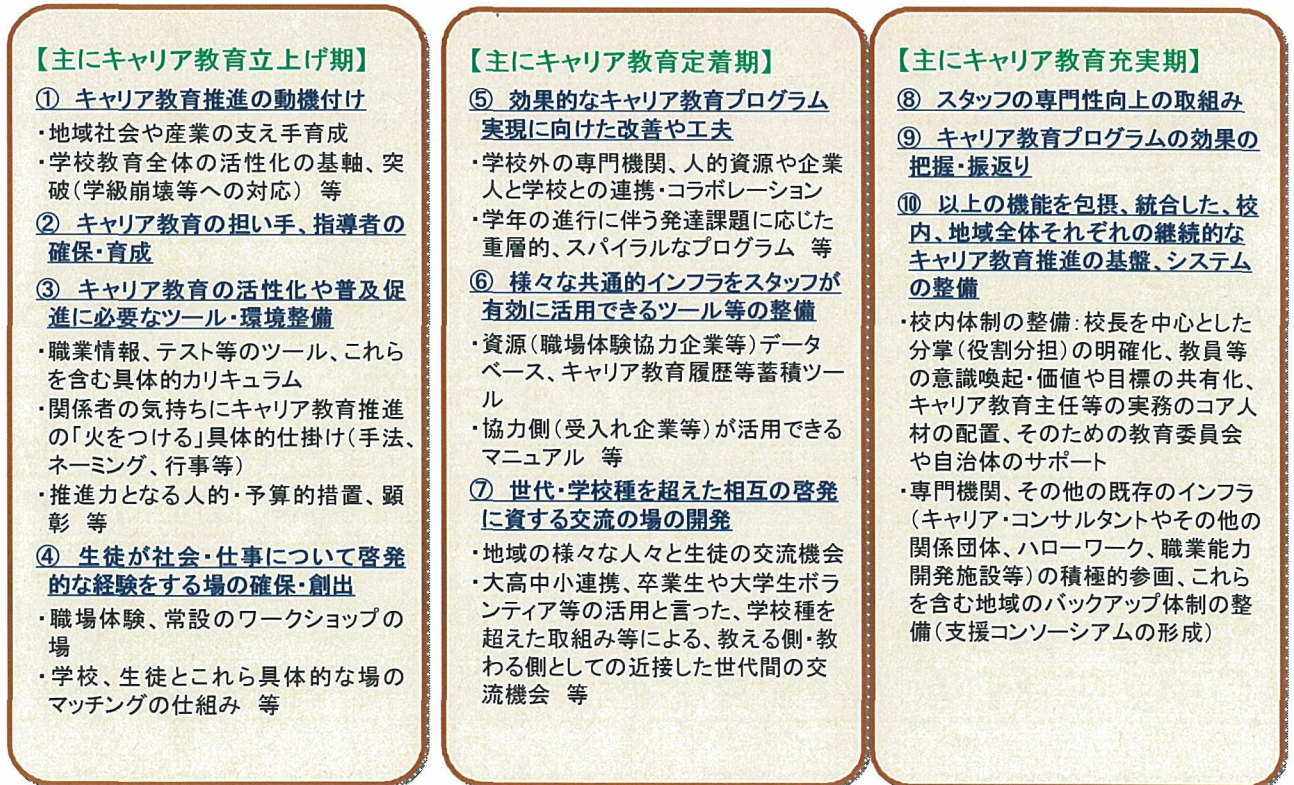 【主にキャリア教育立上げ期】
① キャリア教育推進の動機付け
・地域社会や産業の支え手育成
・学校教育全体の活性化の基軸、突
破(学級崩壊等への対応) 等
② キャリア教育の担い手、指導者の
確保・育成
③ キャリア教育の活性化や普及促
進に必要なツール・環境整備
・職業情報、テスト等のツール、これら
を含む具体的カリキュラム
・関係者の気持ちにキャリア教育推進
の「火をつける」具体的仕掛け(手法、
ネーミング、行事等)
・推進力となる人的・予算的措置、顕
彰 等
④ 生徒が社会・仕事について啓発
的な経験をする場の確保・創出
・職場体験、常設のワークショップの
場
・学校、生徒とこれら具体的な場の
マッチングの仕組み 等
【主にキャリア教育定着期】
⑤ 効果的なキャリア教育プログラム
実現に向けた改善や工夫
・学校外の専門機関、人的資源や企業
人と学校との連携・コラボレーション
・学年の進行に伴う発達課題に応じた
重層的、スパイラルなプログラム 等
⑥ 様々な共通的インフラをスタッフが
有効に活用できるツール等の整備
・資源(職場体験協力企業等)データ
ベース、キャリア教育履歴等蓄積ツー
ル
・協力側(受入れ企業等)が活用できる
マニュアル 等
⑦ 世代・学校種を超えた相互の啓発
に資する交流の場の開発
・地域の様々な人々と生徒の交流機会
・大高中小連携、卒業生や大学生ボラ
ンティア等の活用と言った、学校種を
超えた取組み等による、教える側・教
わる側としての近接した世代間の交
流機会 等
【主にキャリア教育充実期】
⑧ スタッフの専門性向上の取組み
⑨ キャリア教育プログラムの効果の
把握・振返り
⑩ 以上の機能を包摂、統合した、校
内、地域全体それぞれの継続的な
キャリア教育推進の基盤、システム
の整備
・校内体制の整備:校長を中心とした
分掌(役割分担)の明確化、教員等
の意識喚起・価値や目標の共有化、
キャリア教育主任等の実務のコア人
材の配置、そのための教育委員会
や自治体のサポート
・専門機関、その他の既存のインフラ
(キャリア・コンサルタントやその他の
関係団体、ハローワーク、職業能力
開発施設等)の積極的参画、これら
を含む地域のバックアップ体制の整
備(支援コンソーシアムの形成)